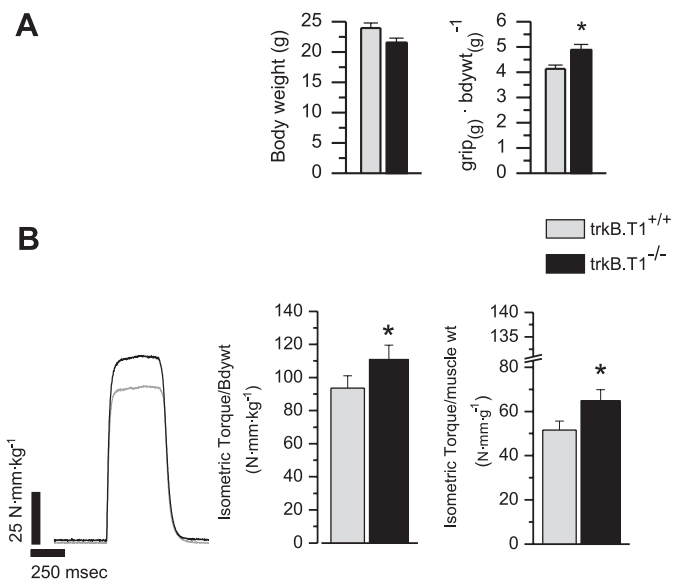 A
Body weight (g)
25
20
15
10
5
0
grip(g) · bdywt(g)-1
6
5
4
3
2
1
0
*
trkB.T1+/+
trkB.T1-/-
B
25 N·mm·kg-1
250 msec
Isometric Torque/Bdywt
(N·mm·kg-1)
140
120
100
80
60
40
20
0
*
Isometric Torque/muscle wt
(N·mm·g-1)
140
135
80
60
40
20
0
*